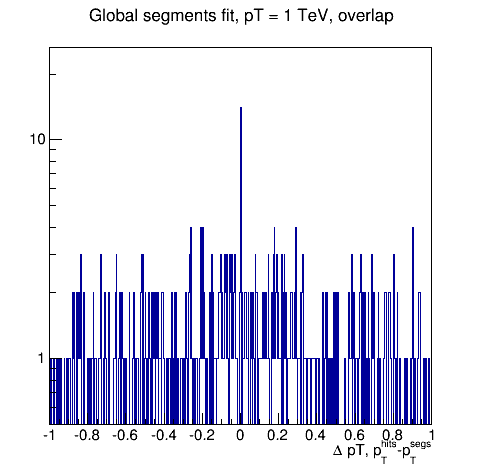 Global segments fit, pT = 1 TeV, overlap
10
1
-1 -0.8 -0.6 -0.4 -0.2 0 0.2 0.4 0.6 0.8 1
Δ pT, p_T^hits-p_T^segs